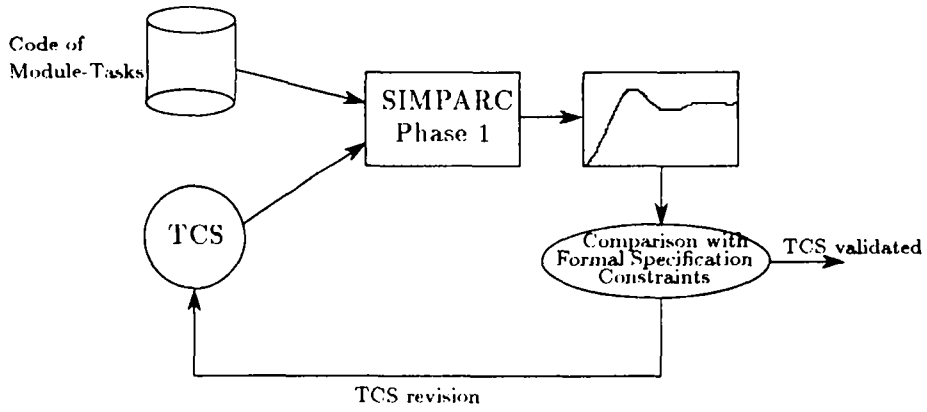 Code of
Module-Tasks
SIMPARC
Phase 1
TCS
Comparison with
Formal Specification
Constraints
TCS validated
TCS revision